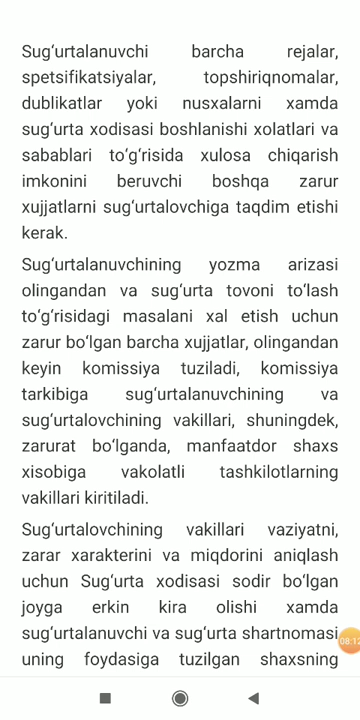 Sug‘urtalanuvchi barcha rejalar,
spetsifikatsiyalar, topshiriqnomalar,
dublikatlar yoki nusxalarni xamda
sug‘urta xodisasi boshlanishi xolatlari va
sabablari to‘g‘risida xulosa chiqarish
imkonini beruvchi boshqa zarur
xujjatlarni sug‘urtalovchiga taqdim etishi
kerak.
Sug‘urtalanuvchining yozma arizasi
olingandan va sug‘urta tovoni to‘lash
to‘g‘risidagi masalani xal etish uchun
zarur bo‘lgan barcha xujjatlar, olingandan
keyin komissiya tuziladi, komissiya
tarkibiga sug‘urtalanuvchining va
sug‘urtalovchining vakillari, shuningdek,
zarurat bo‘lganda, manfaatdor shaxs
xisobiga vakolatli tashkilotlarning
vakillari kiritiladi.
Sug‘urtalovchining vakillari vaziyatni,
zarar xarakterini va miqdorini aniqlash
uchun Sug‘urta xodisasi sodir bo‘lgan
joyga erkin kira olishi xamda
sug‘urtalanuvchi va sug‘urta shartnomasi
uning foydasiga tuzilgan shaxsning